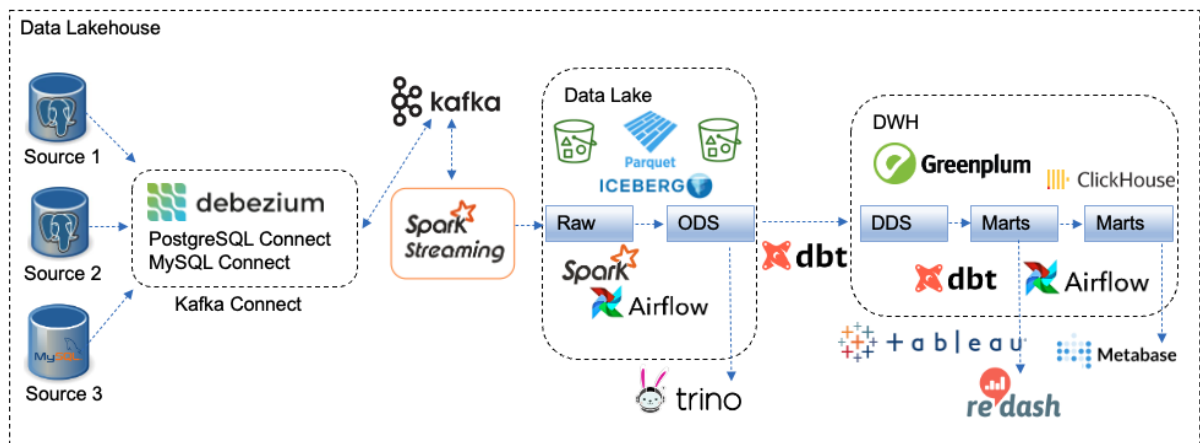 Data Lakehouse
Source 1
Source 2
MySQL
Source 3
debezium
PostgreSQL Connect
MySQL Connect
Kafka Connect
kafka
Spark
Streaming
Data Lake
Parquet
ICEBERG
Raw
ODS
Spark
Airflow
trino
dbt
DWH
Greenplum
ClickHouse
DDS
Marts
Marts
dbt
Airflow
tableau
Metabase
redash